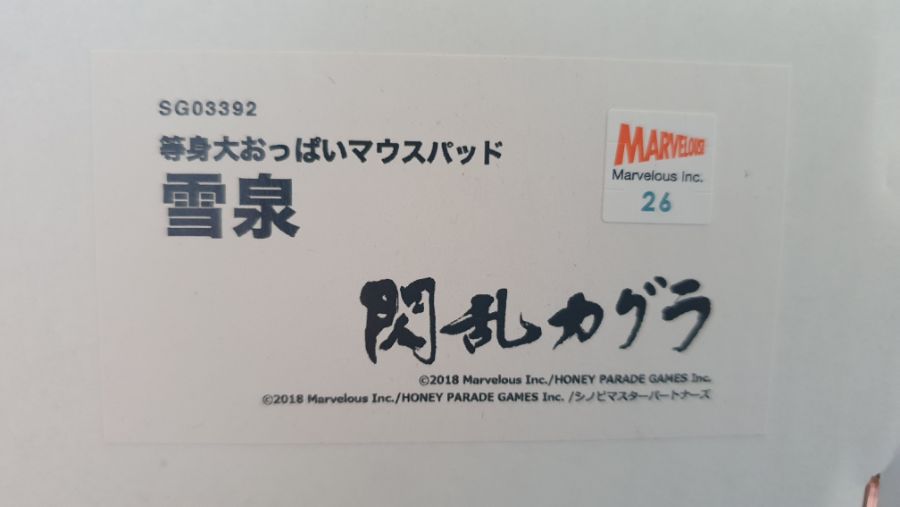 SG03392
等身大おっぱいマウスパッド
雪泉
MARVELOUS!
Marvelous Inc.
26
閃乱カグラ
©2018 Marvelous Inc./HONEY PARADE GAMES Inc.
©2018 Marvelous Inc./HONEY PARADE GAMES Inc. /シノビマスターパートナーズ